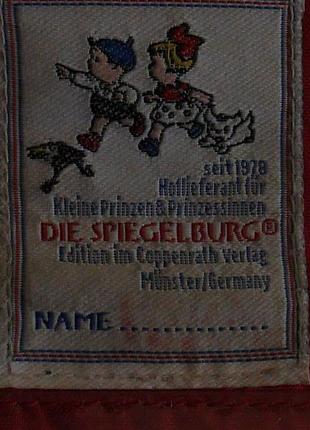 seit 1978
Hoflieferant für
Kleine Prinzen & Prinzessinnen
DIE SPIEGELBURG®
Edition im Coppenrath Verlag
Münster/Germany
NAME ..................